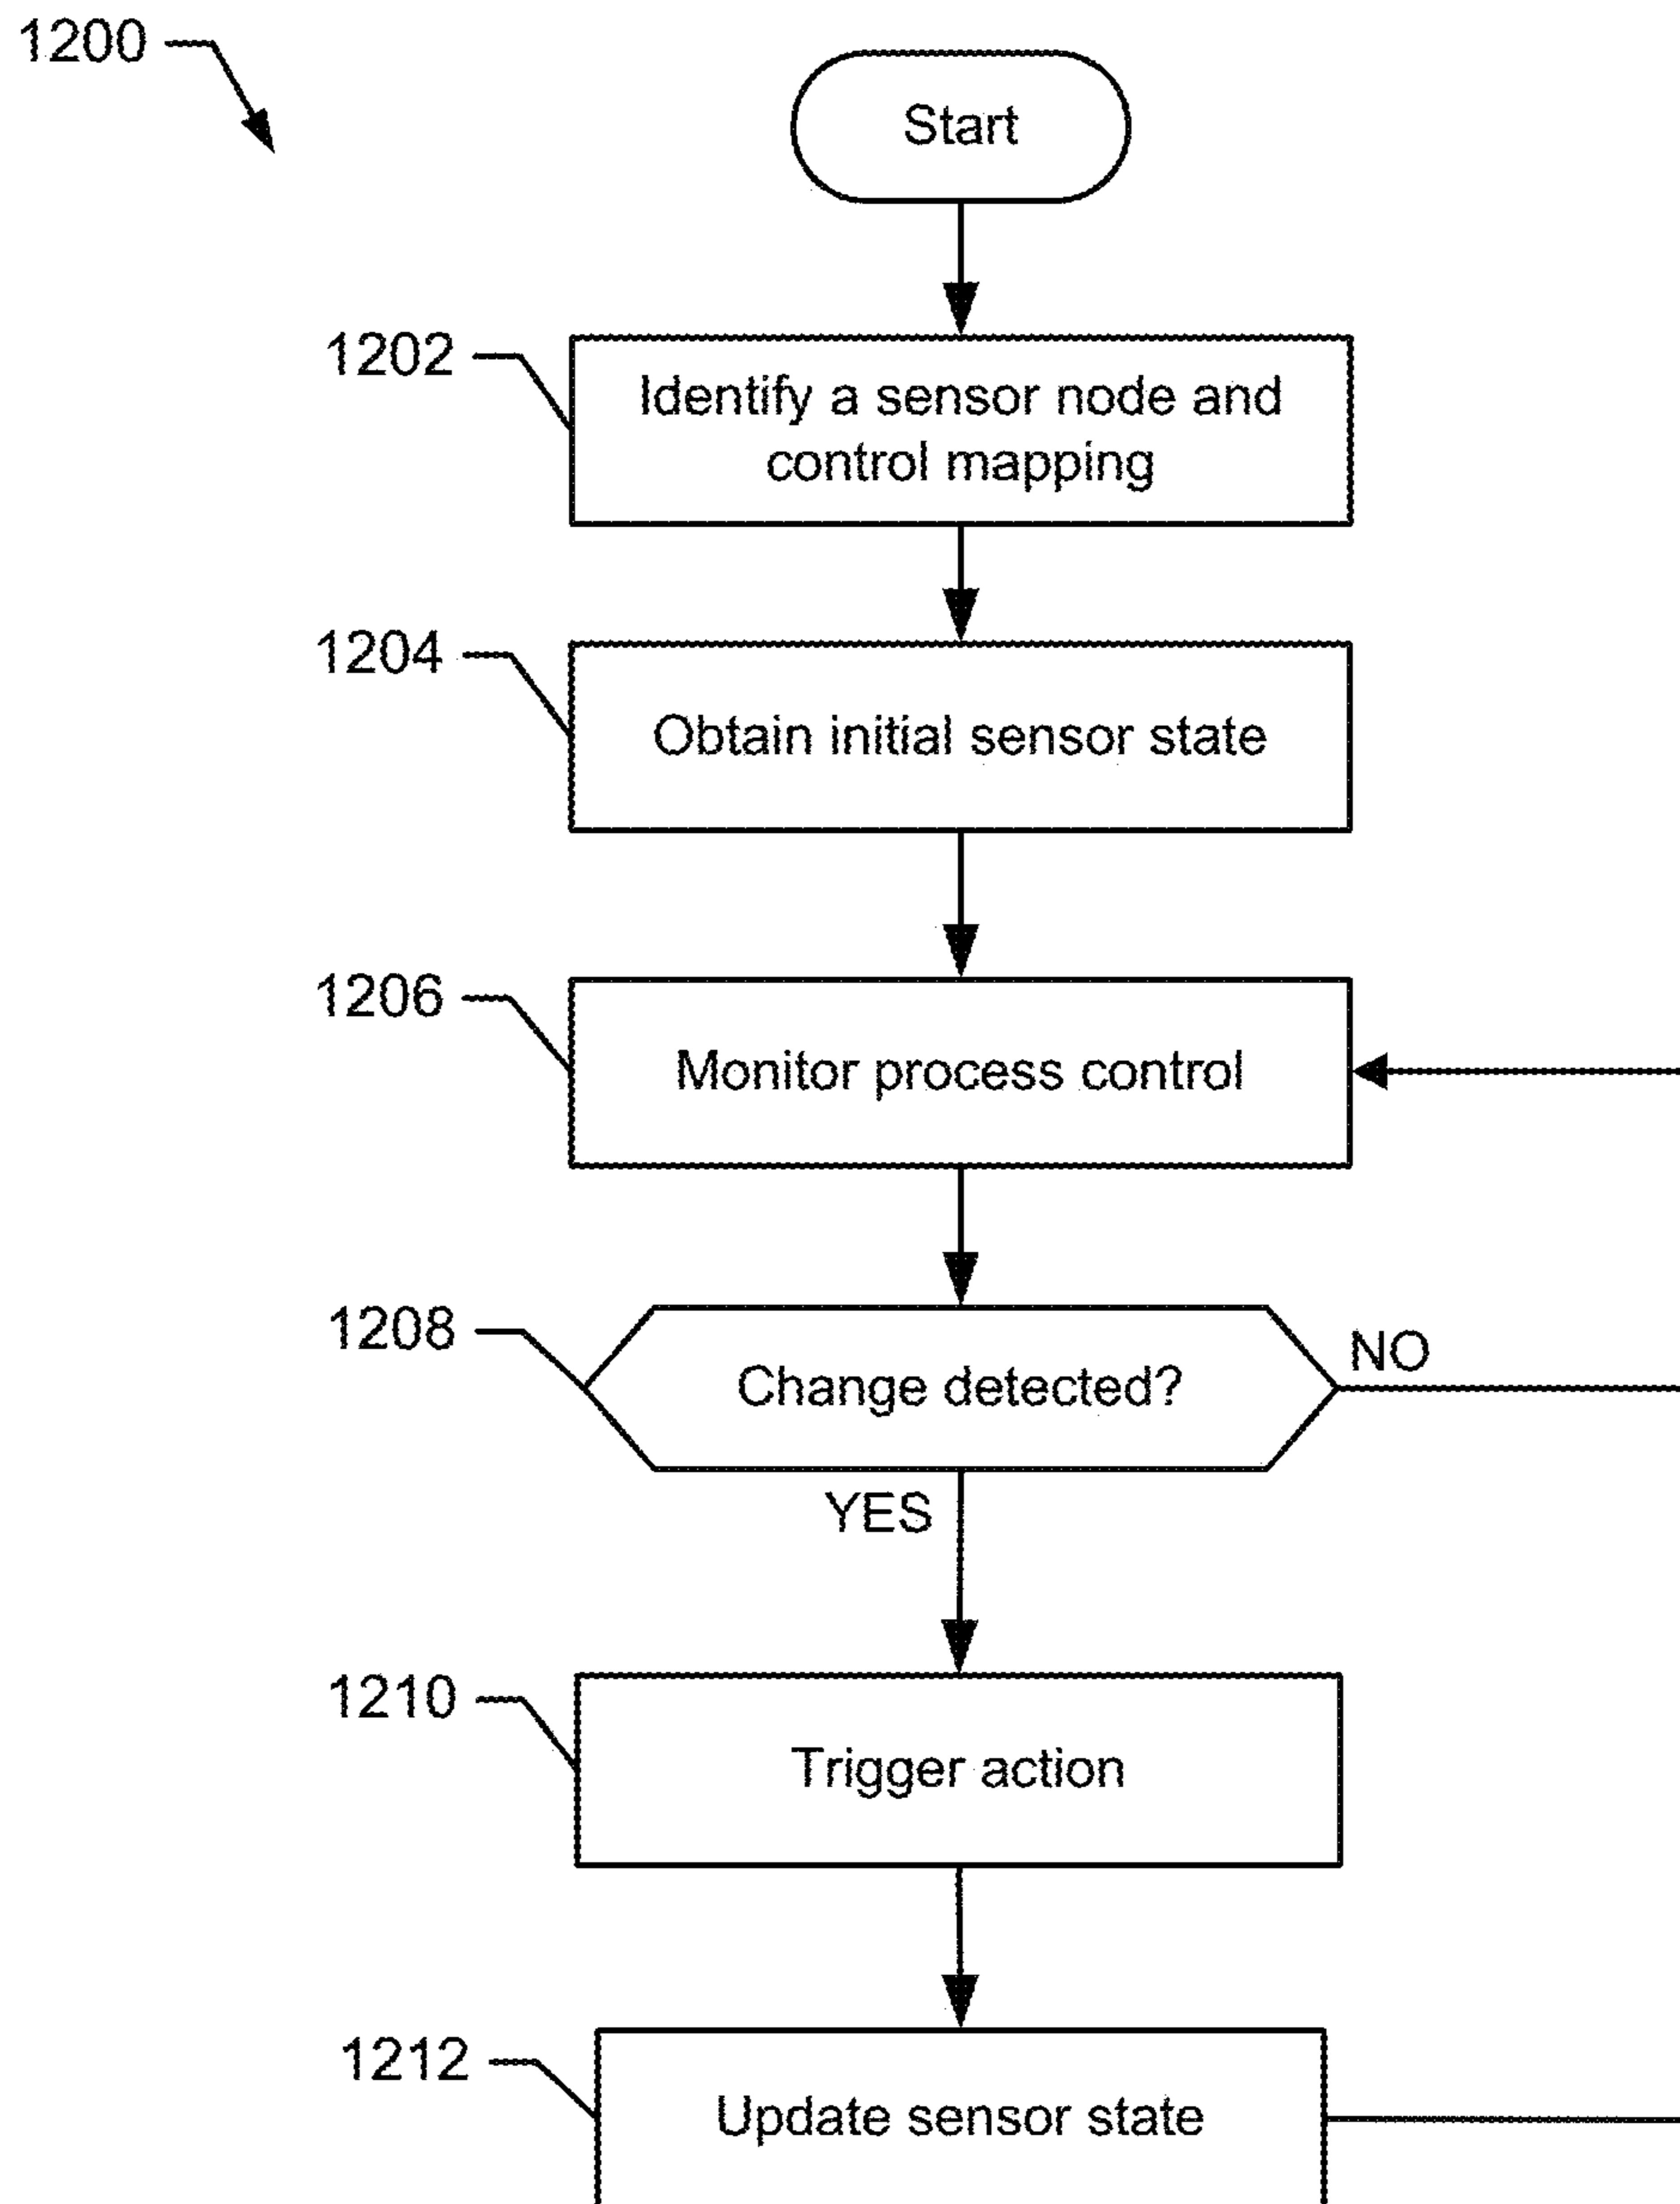 1200
Start
1202
Identify a sensor node and
control mapping
1204
Obtain initial sensor state
1206
Monitor process control
1208
Change detected?
NO
YES
1210
Trigger action
1212
Update sensor state